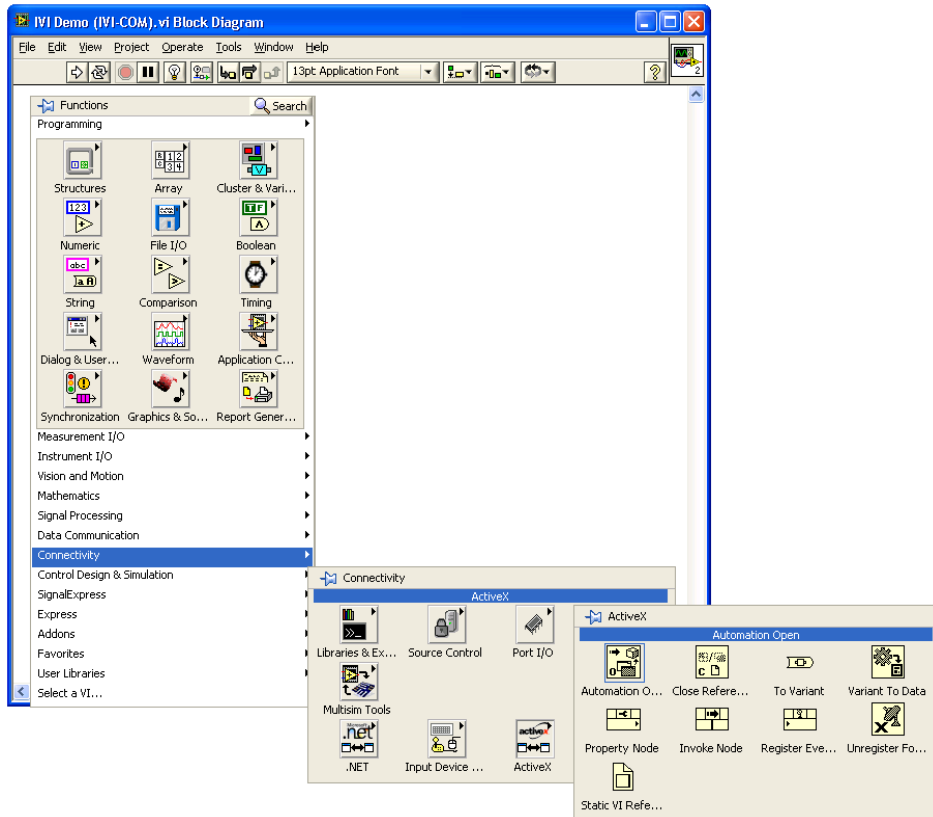 IVI Demo (IVI-COM).vi Block Diagram
File Edit View Project Operate Tools Window Help
13pt Application Font
2
Functions Search
Programming
Structures Array Cluster & Vari...
Numeric File I/O Boolean
String Comparison Timing
Dialog & User... Waveform Application C...
Synchronization Graphics & So... Report Gener...
Measurement I/O
Instrument I/O
Vision and Motion
Mathematics
Signal Processing
Data Communication
Connectivity
Control Design & Simulation
SignalExpress
Express
Addons
Favorites
User Libraries
Select a VI...
Connectivity
ActiveX
Libraries & Ex... Source Control Port I/O
Multisim Tools
.NET Input Device ... ActiveX
ActiveX
Automation Open
Automation O... Close Refere... To Variant Variant To Data
Property Node Invoke Node Register Eve... Unregister Fo...
Static VI Refe...